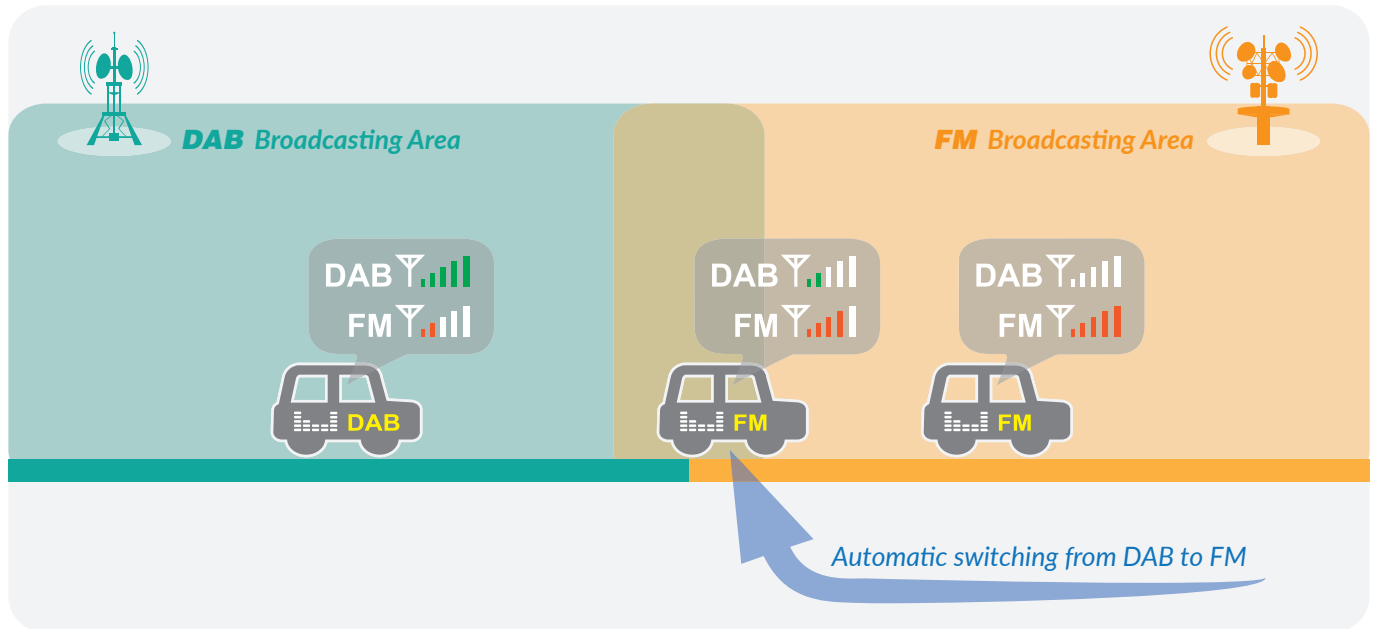 DAB Broadcasting Area
FM Broadcasting Area
DAB
FM
DAB
FM
DAB
FM
DAB
FM
FM
Automatic switching from DAB to FM